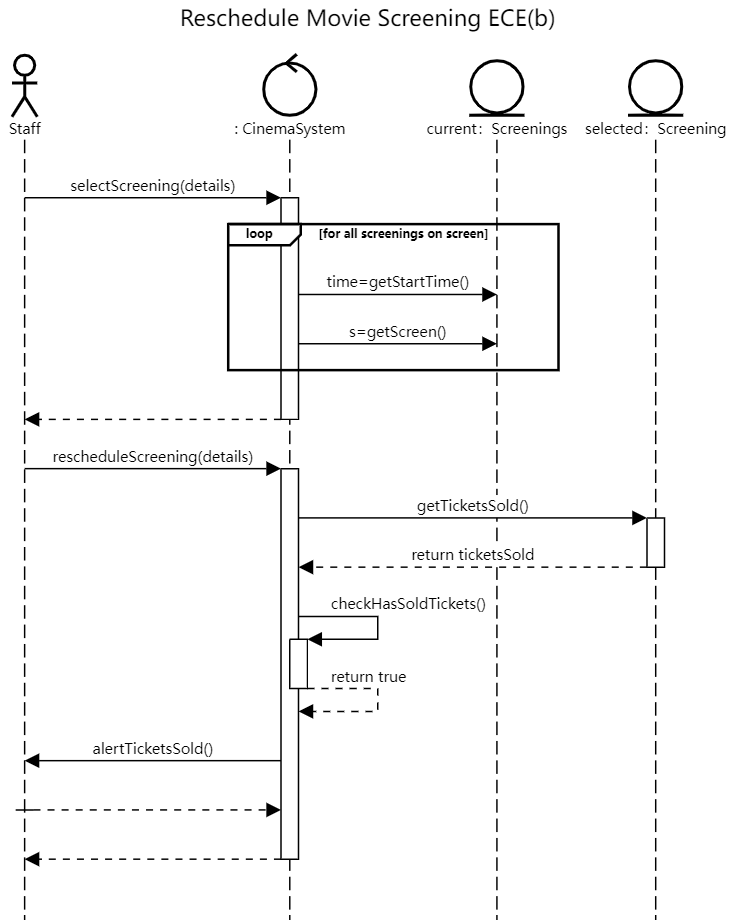 Reschedule Movie Screening ECE(b)
Staff
: CinemaSystem
current: Screenings
selected: Screening
selectScreening(details)
loop
[for all screenings on screen]
time=getStartTime()
s=getScreen()
rescheduleScreening(details)
getTicketsSold()
return ticketsSold
checkHasSoldTickets()
return true
alertTicketsSold()